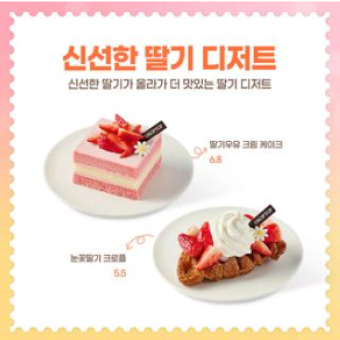 신선한 딸기 디저트
신선한 딸기가 올라가 더 맛있는 딸기 디저트
딸기우유 크림 케이크
6.8
눈꽃딸기 크로플
5.5